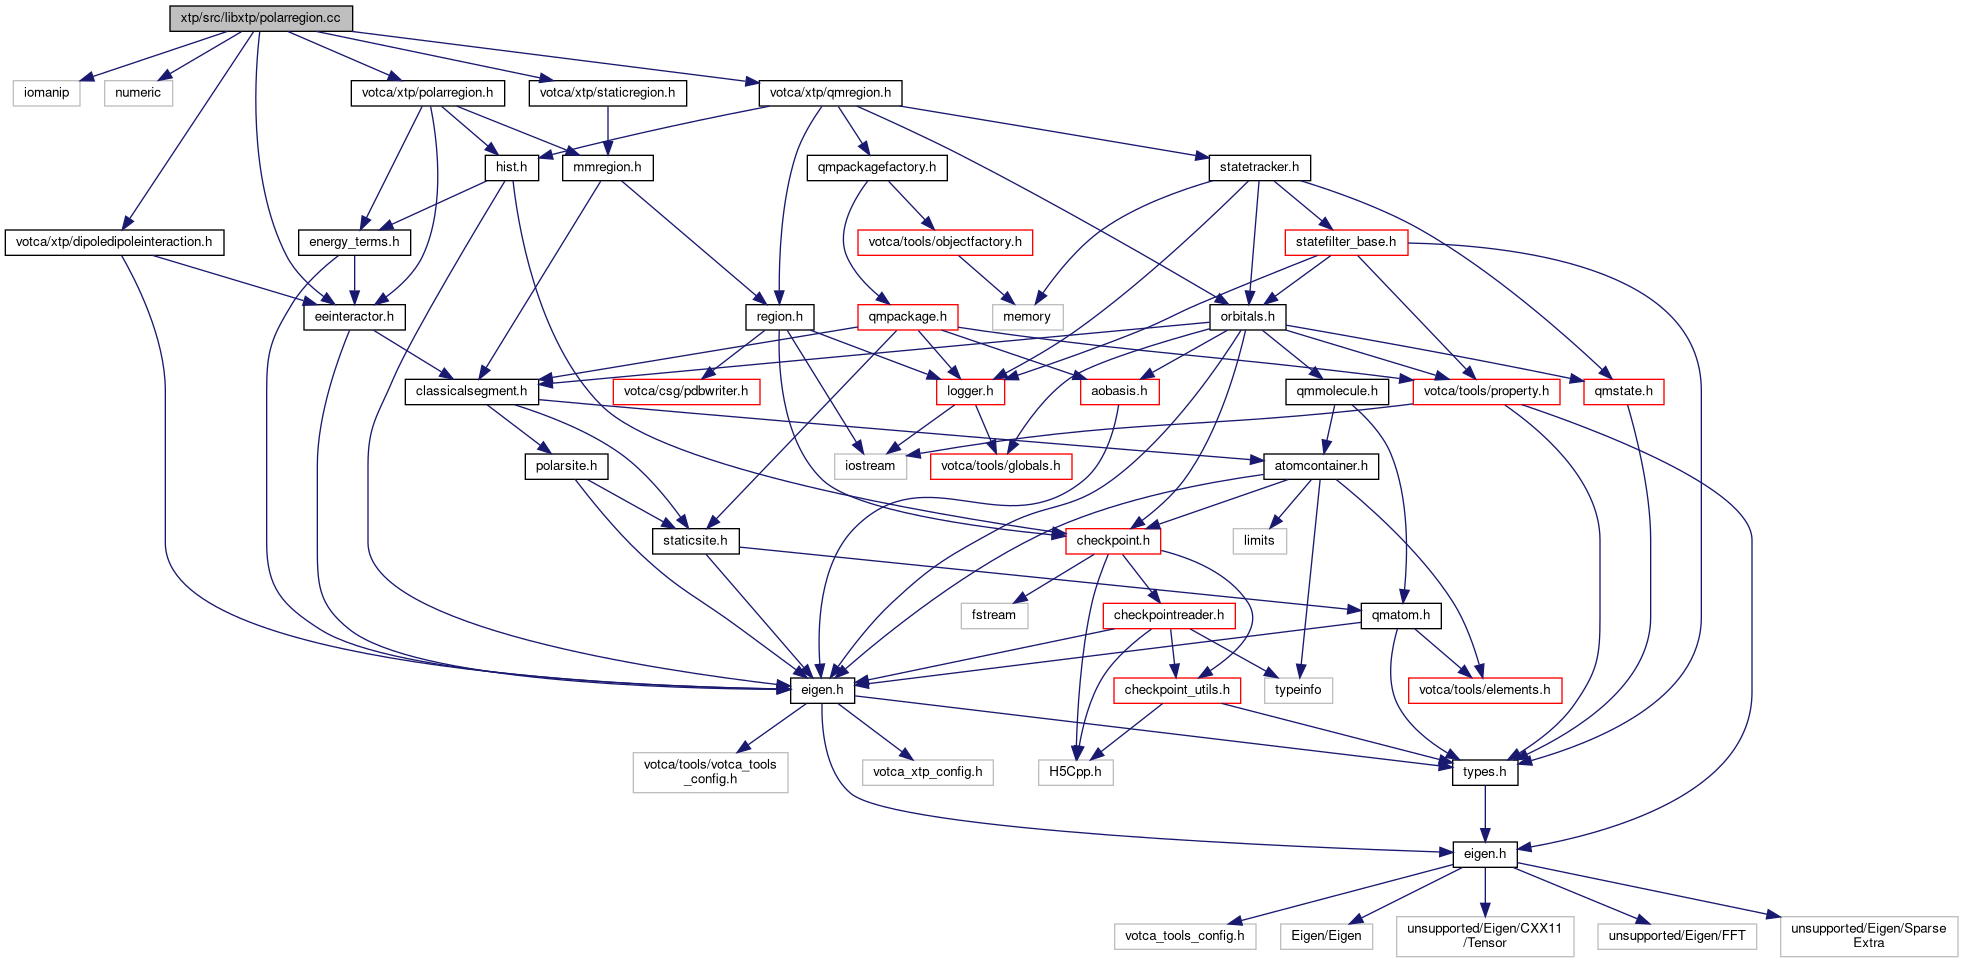 xtp/src/libxtp/polarregion.cc
iomanip
numeric
votca/xtp/polarregion.h
votca/xtp/staticregion.h
votca/xtp/qmregion.h
hist.h
mmregion.h
qmpackagefactory.h
statetracker.h
votca/xtp/dipoledipoleinteraction.h
energy_terms.h
votca/tools/objectfactory.h
statefilter_base.h
eeinteractor.h
region.h
qmpackage.h
memory
orbitals.h
classicalsegment.h
votca/csg/pdbwriter.h
logger.h
aobasis.h
qmmolecule.h
votca/tools/property.h
qmstate.h
polarsite.h
iostream
votca/tools/globals.h
atomcontainer.h
staticsite.h
checkpoint.h
limits
fstream
checkpointreader.h
qmatom.h
eigen.h
checkpoint_utils.h
typeinfo
votca/tools/elements.h
votca/tools/votca_tools
_config.h
votca_xtp_config.h
H5Cpp.h
types.h
eigen.h
votca_tools_config.h
Eigen/Eigen
unsupported/Eigen/CXX11
/Tensor
unsupported/Eigen/FFT
unsupported/Eigen/Sparse
Extra